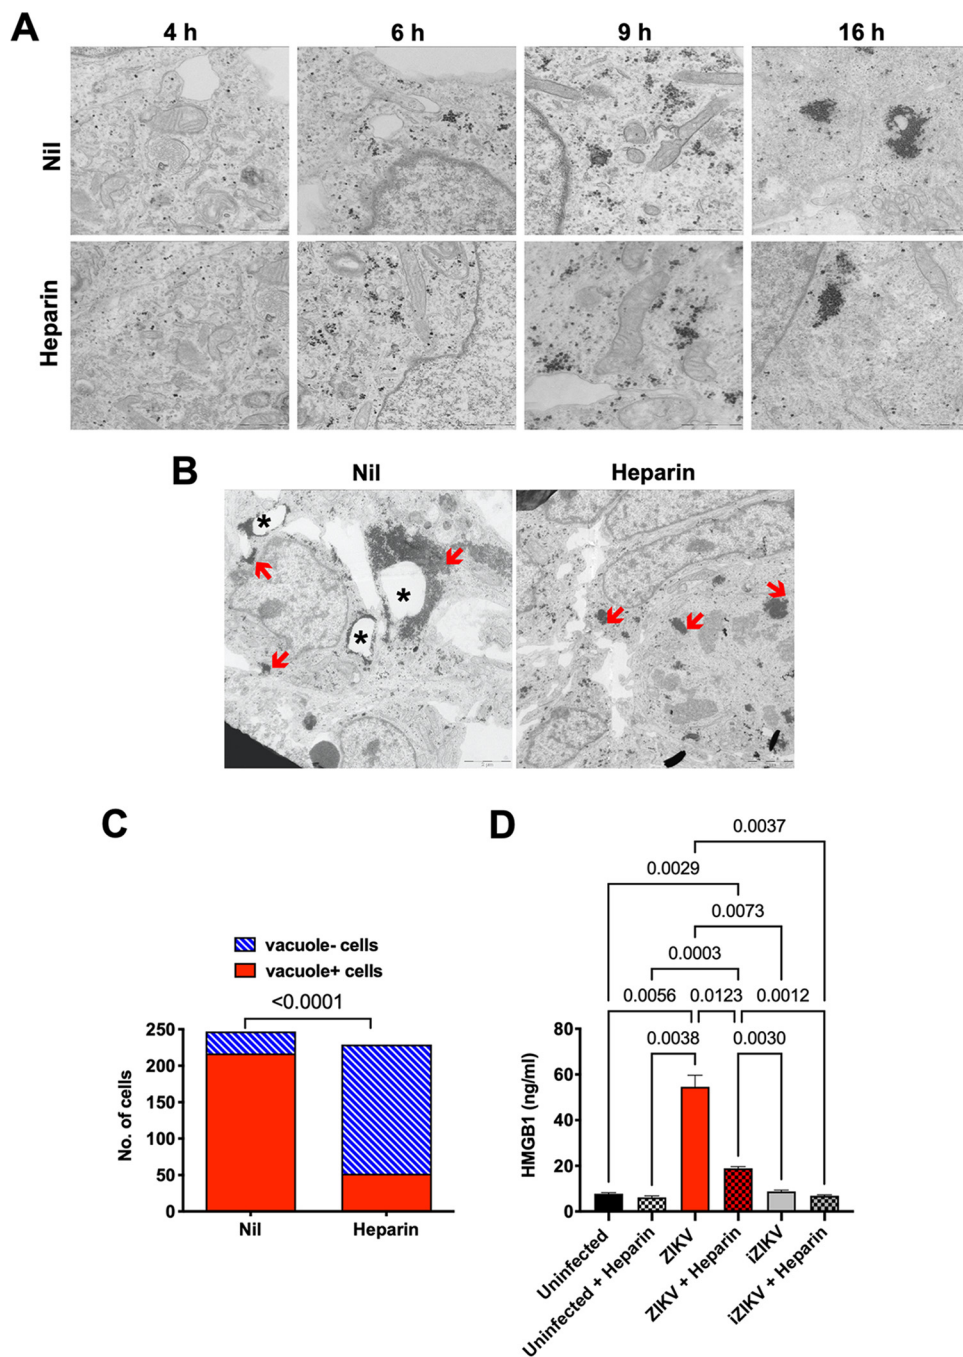 A
4 h
6 h
9 h
16 h
Nil
Heparin
B
Nil
Heparin
*
*
*
C
vacuole- cells
vacuole+ cells
<0.0001
250
200
150
100
50
0
No. of cells
Nil
Heparin
D
0.0037
0.0029
0.0073
0.0003
0.0056
0.0123
0.0012
0.0038
0.0030
80
60
40
20
0
HMGB1 (ng/ml)
Uninfected
Uninfected + Heparin
ZIKV
ZIKV + Heparin
iZIKV
iZIKV + Heparin